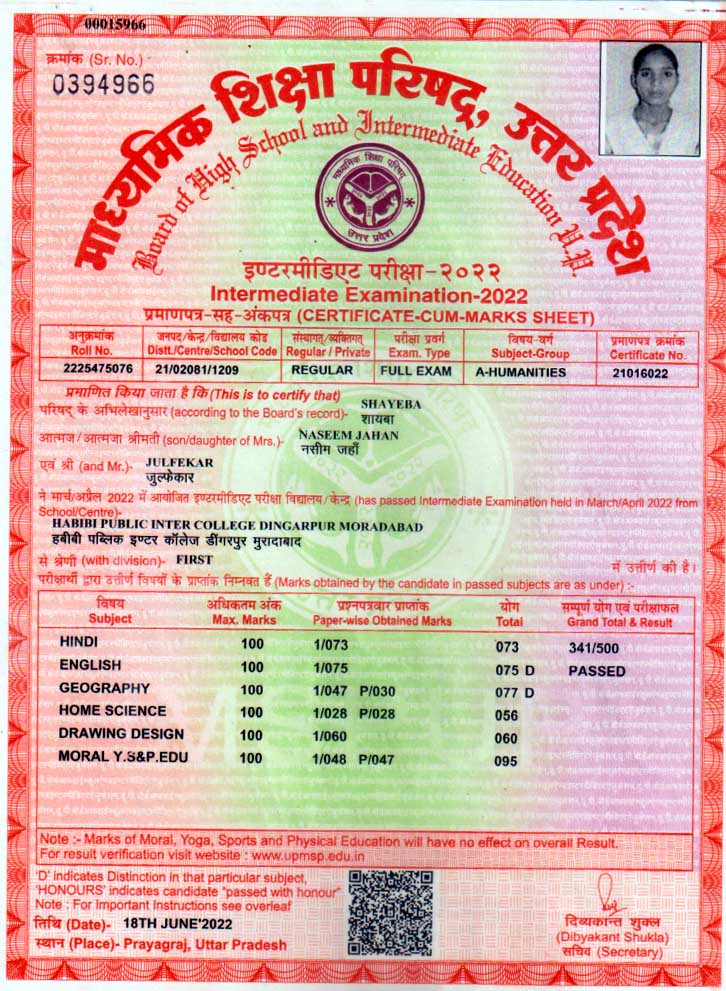 00015966
क्रमांक (Sr. No.)
0394966
माध्यमिक शिक्षा परिषद्, उत्तर प्रदेश
Board of High School and Intermediate Education U.P.
माध्यमिक शिक्षा परिषद्
उत्तर प्रदेश
इण्टरमीडिएट परीक्षा-२०२२
Intermediate Examination-2022
प्रमाणपत्र-सह-अंकपत्र (CERTIFICATE-CUM-MARKS SHEET)
अनुक्रमांक जनपद/केन्द्र/विद्यालय कोड संस्थागत/व्यक्तिगत परीक्षा प्रवर्ग विषय-वर्ग प्रमाणपत्र क्रमांक
Roll No. Distt./Centre/School Code Regular / Private Exam. Type Subject-Group Certificate No.
2225475076 21/02081/1209 REGULAR FULL EXAM A-HUMANITIES 21016022
प्रमाणित किया जाता है कि (This is to certify that)
परिषद् के अभिलेखानुसार (according to the Board's record)- SHAYEBA
शायबा
आत्मज/आत्मजा श्रीमती (son/daughter of Mrs.)- NASEEM JAHAN
नसीम जहाँ
एवं श्री (and Mr.)- JULFEKAR
जुल्फेकार
ने मार्च/अप्रैल 2022 में आयोजित इण्टरमीडिएट परीक्षा विद्यालय/केन्द्र (has passed Intermediate Examination held in March/April 2022 from
School/Centre)-
HABIBI PUBLIC INTER COLLEGE DINGARPUR MORADABAD
हबीबी पब्लिक इण्टर कॉलेज डींगरपुर मुरादाबाद
से श्रेणी (with division)- FIRST में उत्तीर्ण की है।
परीक्षार्थी द्वारा उत्तीर्ण विषयों के प्राप्तांक निम्नवत हैं (Marks obtained by the candidate in passed subjects are as under) :-
विषय अधिकतम अंक प्रश्नपत्रवार प्राप्तांक योग सम्पूर्ण योग एवं परीक्षाफल
Subject Max. Marks Paper-wise Obtained Marks Total Grand Total & Result
HINDI 100 1/073 073 341/500
ENGLISH 100 1/075 075 D PASSED
GEOGRAPHY 100 1/047 P/030 077 D
HOME SCIENCE 100 1/028 P/028 056
DRAWING DESIGN 100 1/060 060
MORAL Y.S&P.EDU 100 1/048 P/047 095
Note :- Marks of Moral, Yoga, Sports and Physical Education will have no effect on overall Result.
For result verification visit website : www.upmsp.edu.in
'D' indicates Distinction in that particular subject,
'HONOURS' indicates candidate "passed with honour"
Note : For Important Instructions see overleaf
तिथि (Date)- 18TH JUNE'2022
स्थान (Place)- Prayagraj, Uttar Pradesh
दिव्यकान्त शुक्ल
(Dibyakant Shukla)
सचिव (Secretary)